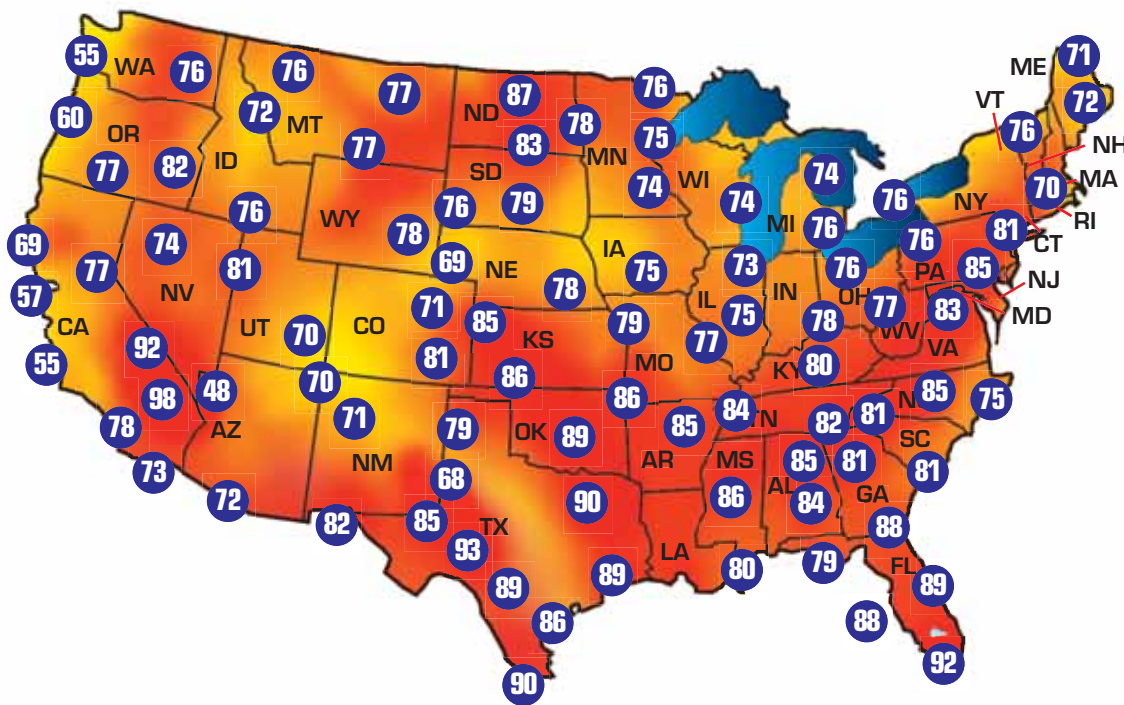 55 WA 76 76 77 ND 87 76 ME 71
60 OR 72 MT 78 75 VT 76 72
77 82 ID 77 83 MN NH
SD 74 WI 74 74 MA
76 WY 76 79 76 NY 70 RI
69 74 78 MI 76 76 81 CT
77 81 69 NE IA 75 73 76 PA 85 NJ
57 NV 78 IL IN OH 77 MD
CA UT 70 CO 71 85 KS 79 75 78 WV 83
55 92 81 MO 77 KY 80 VA
48 70 86 86
98 71 84 85 75
78 AZ 79 OK 89 85 TN 82 81 N
73 NM 68 AR MS 85 81 SC 81
72 90 86 AL 84 GA
82 85 TX 88
93 LA 79 FL
89 89 80 89
86 88
90 92